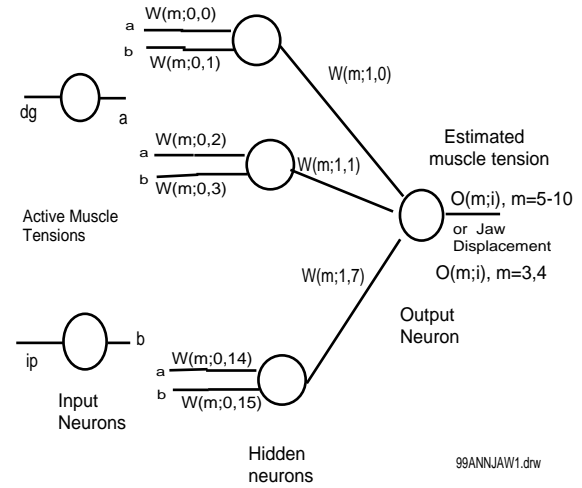 W(m;0,0)
a
b
W(m;0,1)
W(m;1,0)
dg
a
W(m;0,2)
a
b
W(m;0,3)
W(m;1,1)
Estimated
muscle tension
O(m;i), m=5-10
or Jaw
Displacement
O(m;i), m=3,4
Active Muscle
Tensions
W(m;1,7)
Output
Neuron
ip
b
W(m;0,14)
a
b
W(m;0,15)
Input
Neurons
Hidden
neurons
99ANNJAW1.drw